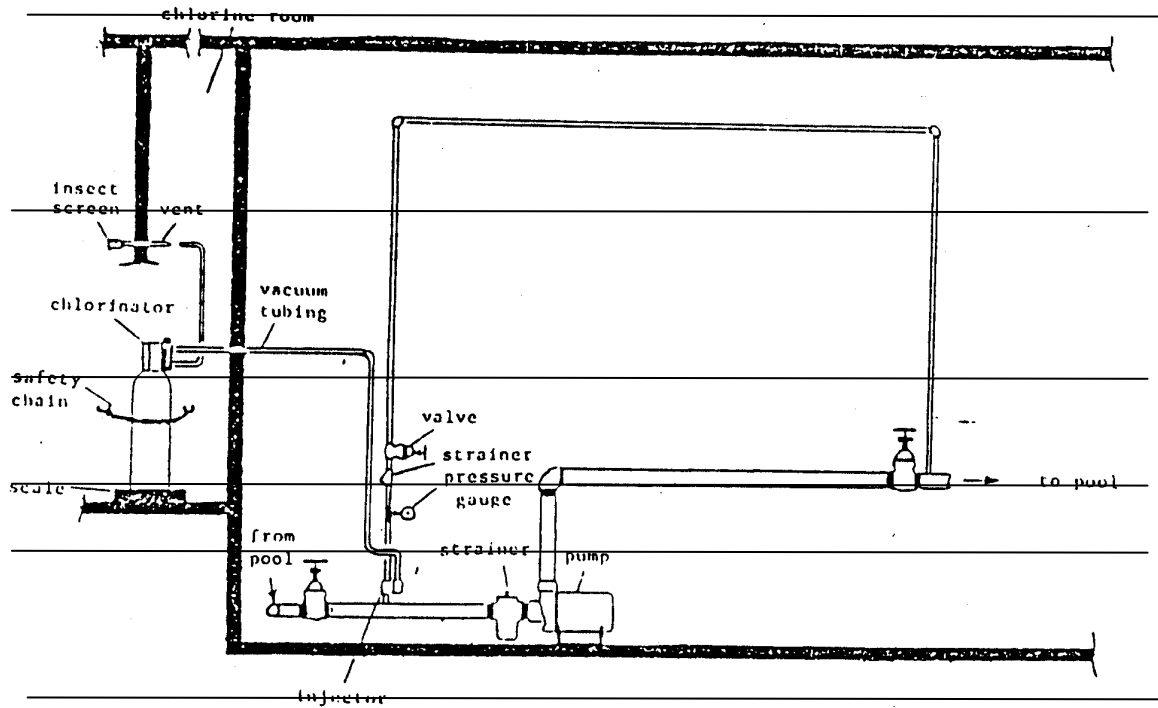 chlorine room
insect
screen
vent
chlorinator
vacuum
tubing
safety
chain
valve
strainer
pressure
gauge
scale
to pool
from
pool
strainer
pump
injector